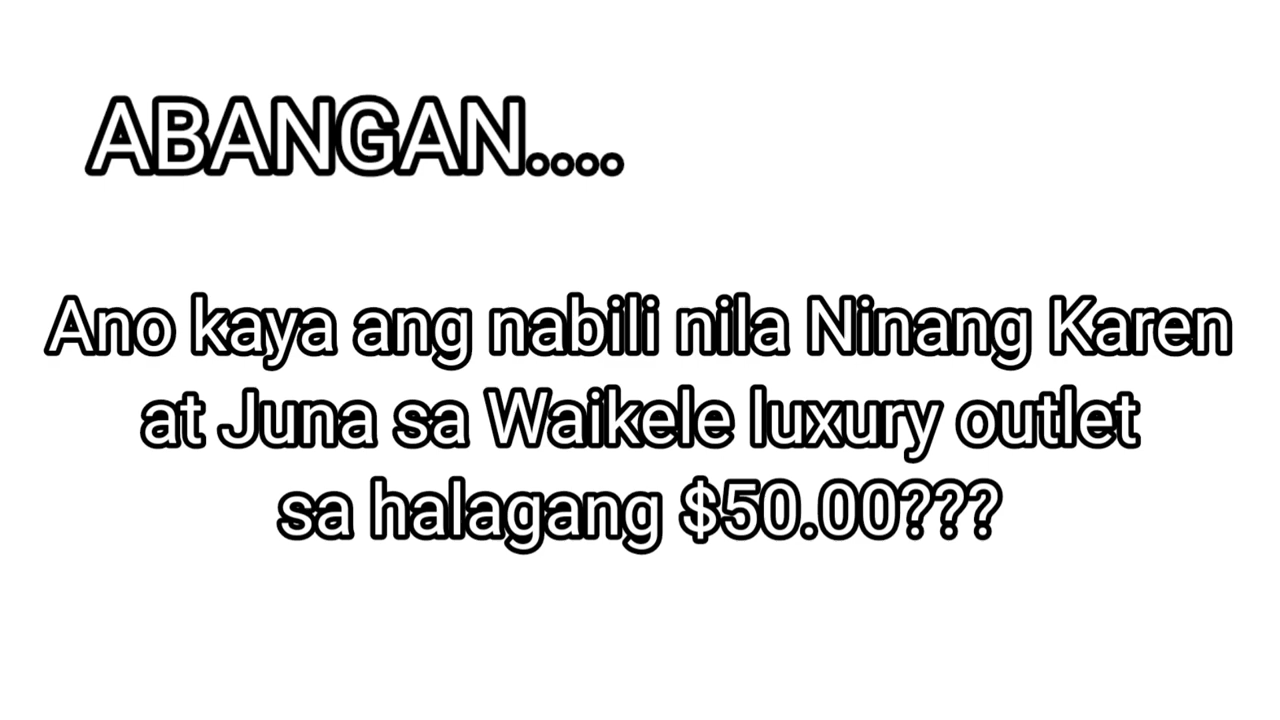 ABANGAN....
Ano kaya ang nabili nila Ninang Karen
at Juna sa Waikele luxury outlet
sa halagang $50.00???